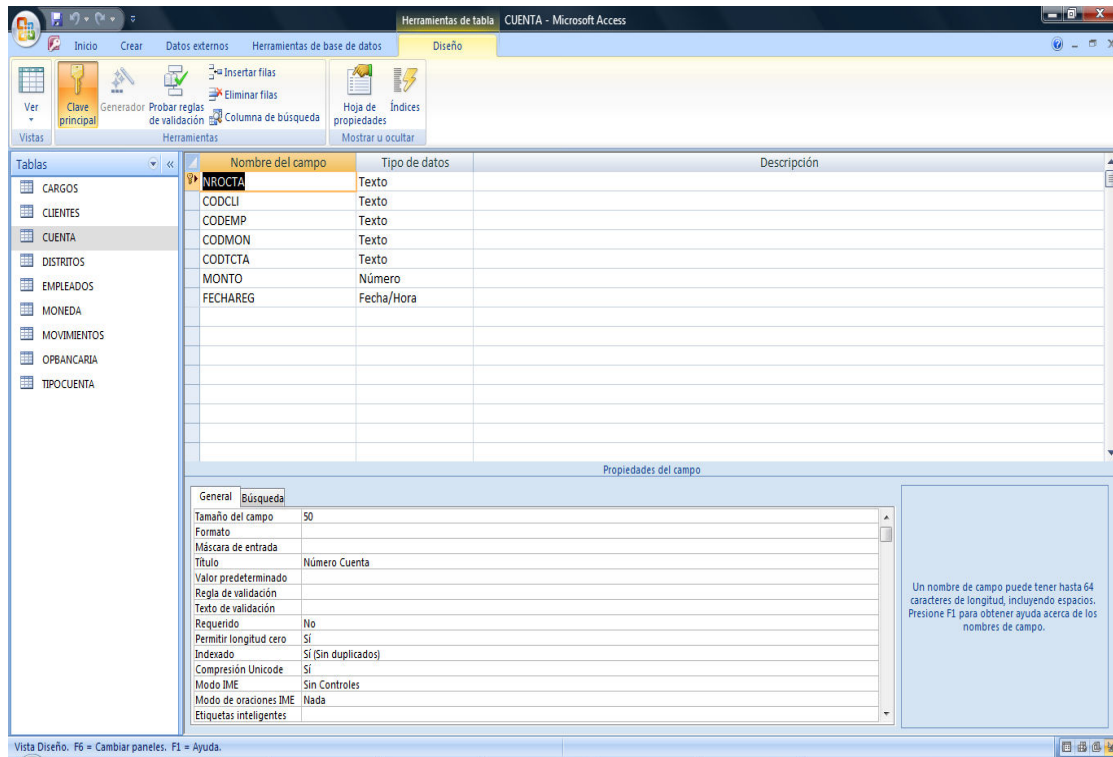 Herramientas de tabla CUENTA - Microsoft Access
Inicio Crear Datos externos Herramientas de base de datos Diseño
Ver
Clave principal
Generador
Probar reglas de validación
Insertar filas
Eliminar filas
Columna de búsqueda
Hoja de propiedades
Índices
Vistas Herramientas Mostrar u ocultar
Tablas
CARGOS
CLIENTES
CUENTA
DISTRITOS
EMPLEADOS
MONEDA
MOVIMIENTOS
OPBANCARIA
TIPOCUENTA
Nombre del campo Tipo de datos Descripción
NROCTA Texto
CODCLI Texto
CODEMP Texto
CODMON Texto
CODTCTA Texto
MONTO Número
FECHAREG Fecha/Hora
Propiedades del campo
General Búsqueda
Tamaño del campo 50
Formato
Máscara de entrada
Título Número Cuenta
Valor predeterminado
Regla de validación
Texto de validación
Requerido No
Permitir longitud cero Sí
Indexado Sí (Sin duplicados)
Compresión Unicode Sí
Modo IME Sin Controles
Modo de oraciones IME Nada
Etiquetas inteligentes
Un nombre de campo puede tener hasta 64
caracteres de longitud, incluyendo espacios.
Presione F1 para obtener ayuda acerca de los
nombres de campo.
Vista Diseño. F6 = Cambiar paneles. F1 = Ayuda.